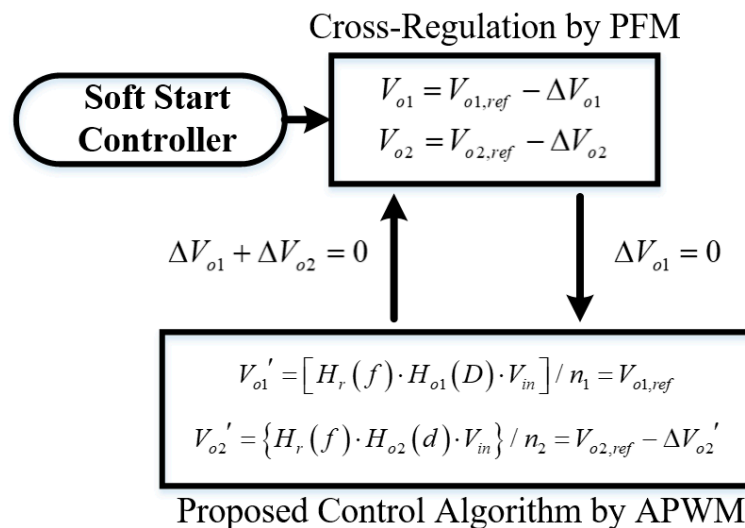 Cross-Regulation by PFM
Soft Start
Controller
V_{o1} = V_{o1,ref} − ΔV_{o1}
V_{o2} = V_{o2,ref} − ΔV_{o2}
ΔV_{o1} + ΔV_{o2} = 0
ΔV_{o1} = 0
V_{o1}' = [H_r(f)·H_{o1}(D)·V_{in}] / n_1 = V_{o1,ref}
V_{o2}' = {H_r(f)·H_{o2}(d)·V_{in}} / n_2 = V_{o2,ref} − ΔV_{o2}'
Proposed Control Algorithm by APWM